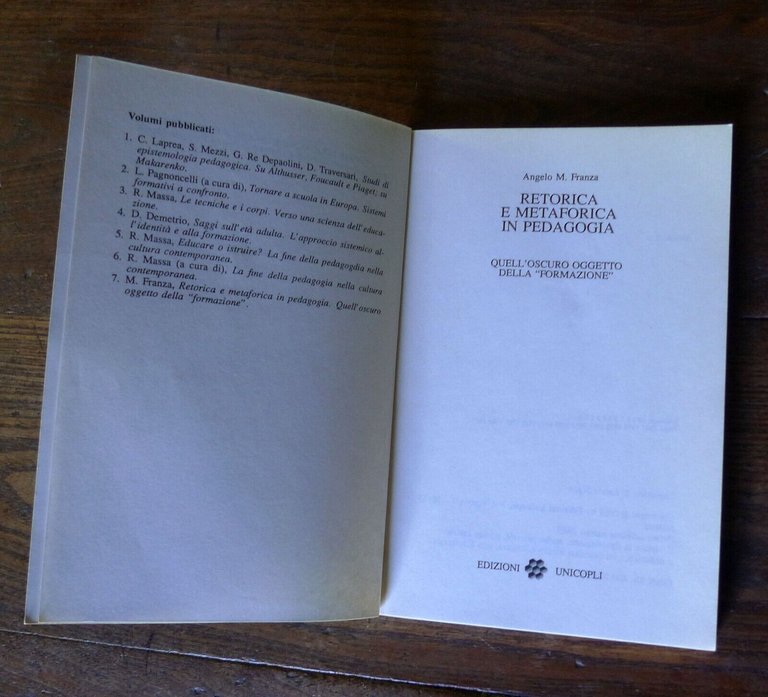 Volumi pubblicati:
1. C. Laprea, S. Mezzi, G. Re Depaolini, D. Traversari, Studi di
epistemologia pedagogica. Su Althusser, Foucault e Piaget; su
Makarenko.
2. L. Pagnoncelli (a cura di), Tornare a scuola in Europa. Sistemi
formativi a confronto.
3. R. Massa, Le tecniche e i corpi. Verso una scienza dell'educa-
zione.
4. D. Demetrio, Saggi sull'età adulta. L'approccio sistemico al-
l'identità e alla formazione.
5. R. Massa, Educare o istruire? La fine della pedagogdia nella
cultura contemporanea.
6. R. Massa (a cura di), La fine della pedagogia nella cultura
contemporanea.
7. M. Franza, Retorica e metaforica in pedagogia. Quell'oscuro
oggetto della "formazione".
Angelo M. Franza
RETORICA
E METAFORICA
IN PEDAGOGIA
QUELL'OSCURO OGGETTO
DELLA "FORMAZIONE"
EDIZIONI UNICOPLI